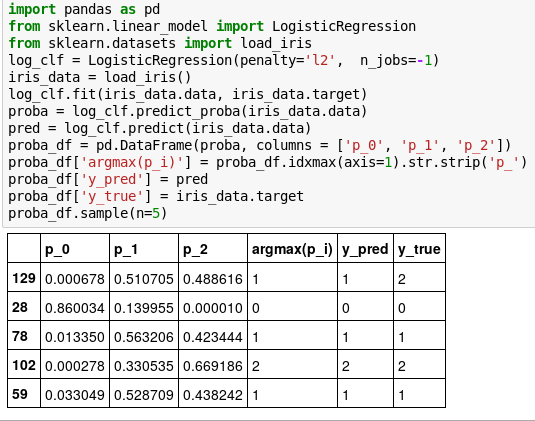 import pandas as pd
from sklearn.linear_model import LogisticRegression
from sklearn.datasets import load_iris
log_clf = LogisticRegression(penalty='l2',  n_jobs=-1)
iris_data = load_iris()
log_clf.fit(iris_data.data, iris_data.target)
proba = log_clf.predict_proba(iris_data.data)
pred = log_clf.predict(iris_data.data)
proba_df = pd.DataFrame(proba, columns = ['p_0', 'p_1', 'p_2'])
proba_df['argmax(p_i)'] = proba_df.idxmax(axis=1).str.strip('p_')
proba_df['y_pred'] = pred
proba_df['y_true'] = iris_data.target
proba_df.sample(n=5)
p_0 p_1 p_2 argmax(p_i) y_pred y_true
129 0.000678 0.510705 0.488616 1 1 2
28 0.860034 0.139955 0.000010 0 0 0
78 0.013350 0.563206 0.423444 1 1 1
102 0.000278 0.330535 0.669186 2 2 2
59 0.033049 0.528709 0.438242 1 1 1